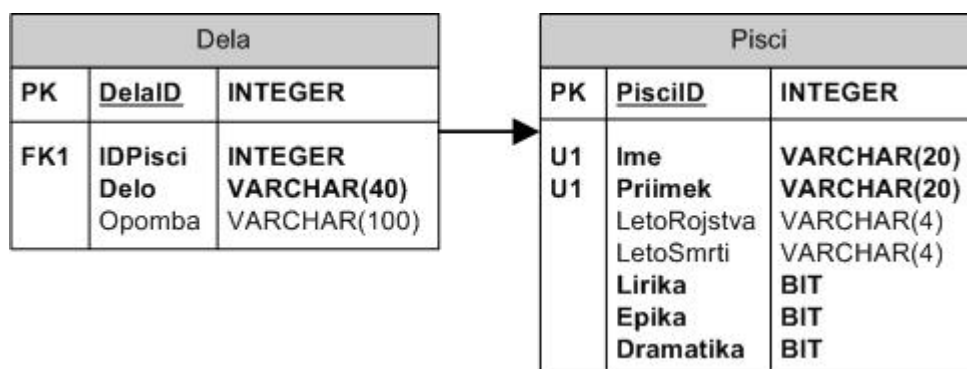 Dela
PK DelaID INTEGER
FK1 IDPisci INTEGER
Delo VARCHAR(40)
Opomba VARCHAR(100)
Pisci
PK PisciID INTEGER
U1 Ime VARCHAR(20)
U1 Priimek VARCHAR(20)
LetoRojstva VARCHAR(4)
LetoSmrti VARCHAR(4)
Lirika BIT
Epika BIT
Dramatika BIT